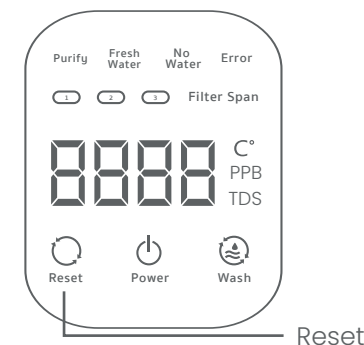 Purify Fresh Water No Water Error
1 2 3 Filter Span
8888 C°
PPB
TDS
Reset Power Wash
Reset